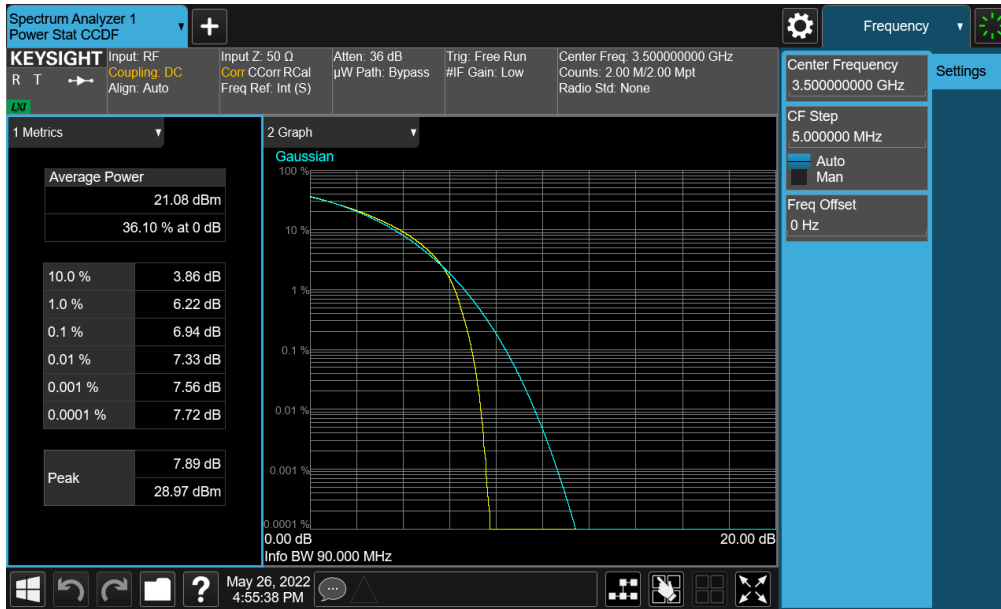 Spectrum Analyzer 1
Power Stat CCDF
Frequency
KEYSIGHT
R T
LXI
Input: RF
Coupling: DC
Align: Auto
Input Z: 50 Ω
Corr CCorr RCal
Freq Ref: Int (S)
Atten: 36 dB
µW Path: Bypass
Trig: Free Run
#IF Gain: Low
Center Freq: 3.500000000 GHz
Counts: 2.00 M/2.00 Mpt
Radio Std: None
Center Frequency
3.500000000 GHz
Settings
CF Step
5.000000 MHz
Auto
Man
Freq Offset
0 Hz
1 Metrics
Average Power
21.08 dBm
36.10 % at 0 dB
10.0 % 3.86 dB
1.0 % 6.22 dB
0.1 % 6.94 dB
0.01 % 7.33 dB
0.001 % 7.56 dB
0.0001 % 7.72 dB
Peak
7.89 dB
28.97 dBm
2 Graph
Gaussian
100 %
10 %
1 %
0.1 %
0.01 %
0.001 %
0.0001 %
0.00 dB 20.00 dB
Info BW 90.000 MHz
?
May 26, 2022
4:55:38 PM